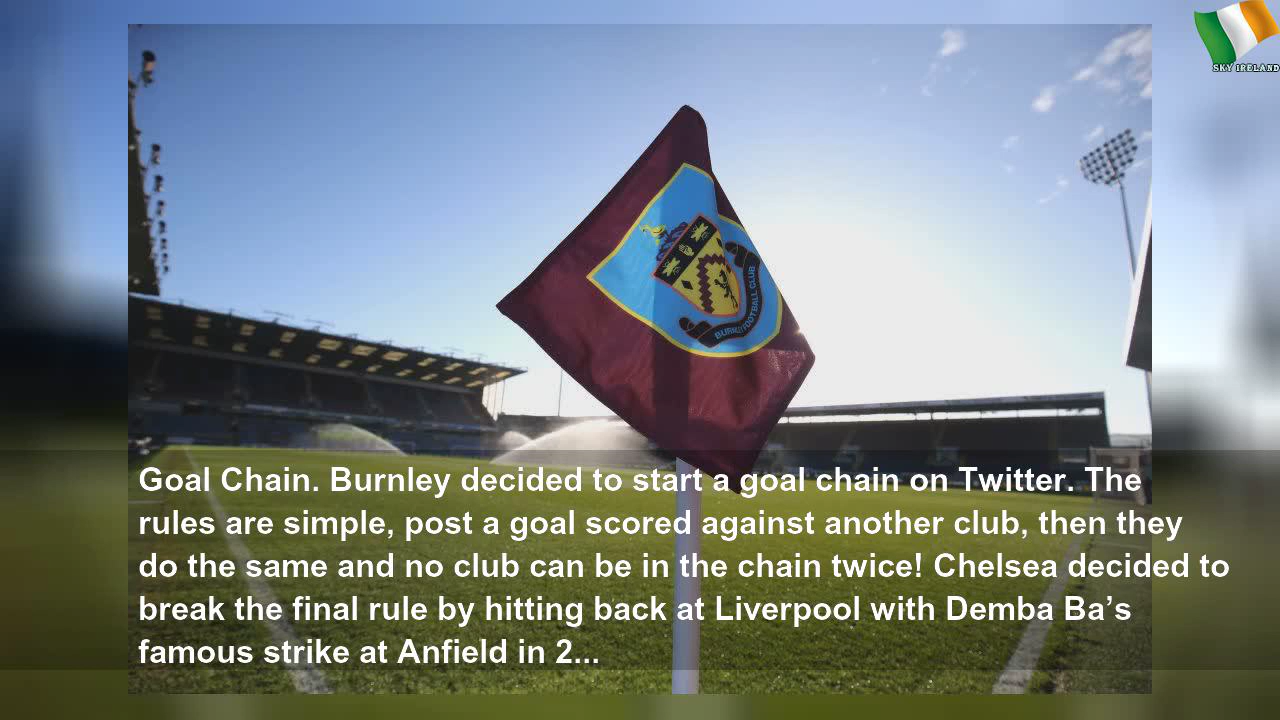 SKY IRELAND
BURNLEY FOOTBALL CLUB
Goal Chain. Burnley decided to start a goal chain on Twitter. The
rules are simple, post a goal scored against another club, then they
do the same and no club can be in the chain twice! Chelsea decided to
break the final rule by hitting back at Liverpool with Demba Ba’s
famous strike at Anfield in 2...